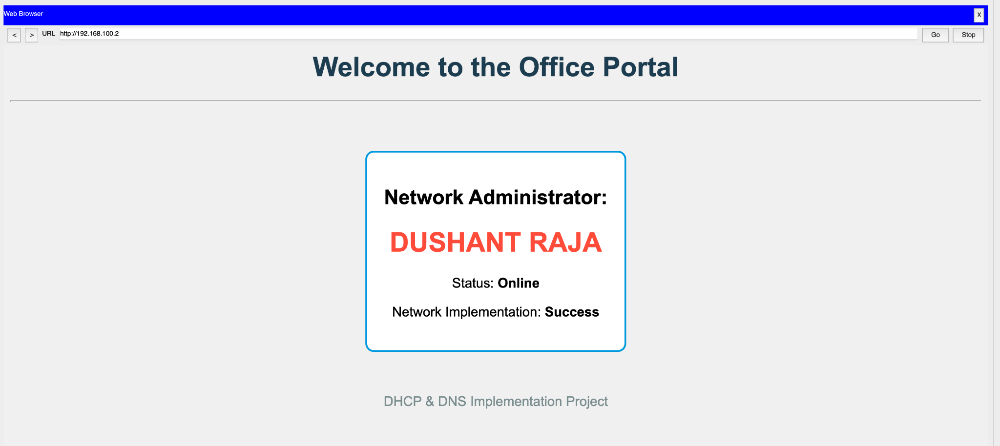 Web Browser
X
< > URL http://192.168.100.2 Go Stop
Welcome to the Office Portal
Network Administrator:
DUSHANT RAJA
Status: Online
Network Implementation: Success
DHCP & DNS Implementation Project